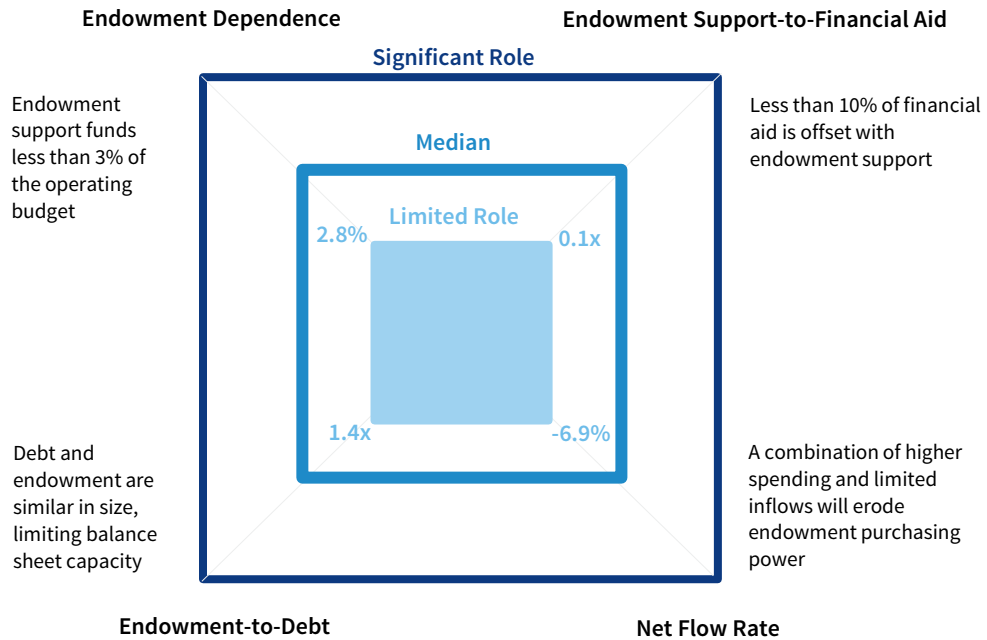 Endowment Dependence
Endowment Support-to-Financial Aid
Significant Role
Endowment
support funds
less than 3% of
the operating
budget
Less than 10% of financial
aid is offset with
endowment support
Median
Limited Role
2.8%
0.1x
1.4x
-6.9%
Debt and
endowment are
similar in size,
limiting balance
sheet capacity
A combination of higher
spending and limited
inflows will erode
endowment purchasing
power
Endowment-to-Debt
Net Flow Rate